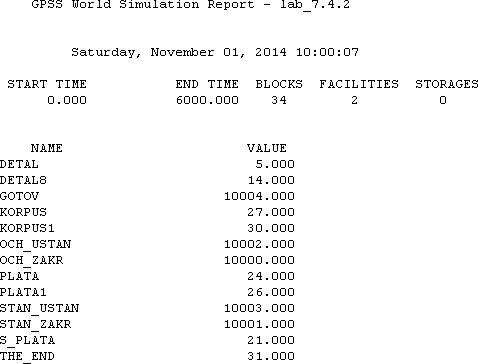 GPSS World Simulation Report - lab_7.4.2
Saturday, November 01, 2014 10:00:07
START TIME END TIME BLOCKS FACILITIES STORAGES
0.000 6000.000 34 2 0
NAME VALUE
DETAL 5.000
DETAL8 14.000
GOTOV 10004.000
KORPUS 27.000
KORPUS1 30.000
OCH_USTAN 10002.000
OCH_ZAKR 10000.000
PLATA 24.000
PLATA1 26.000
STAN_USTAN 10003.000
STAN_ZAKR 10001.000
S_PLATA 21.000
THE_END 31.000